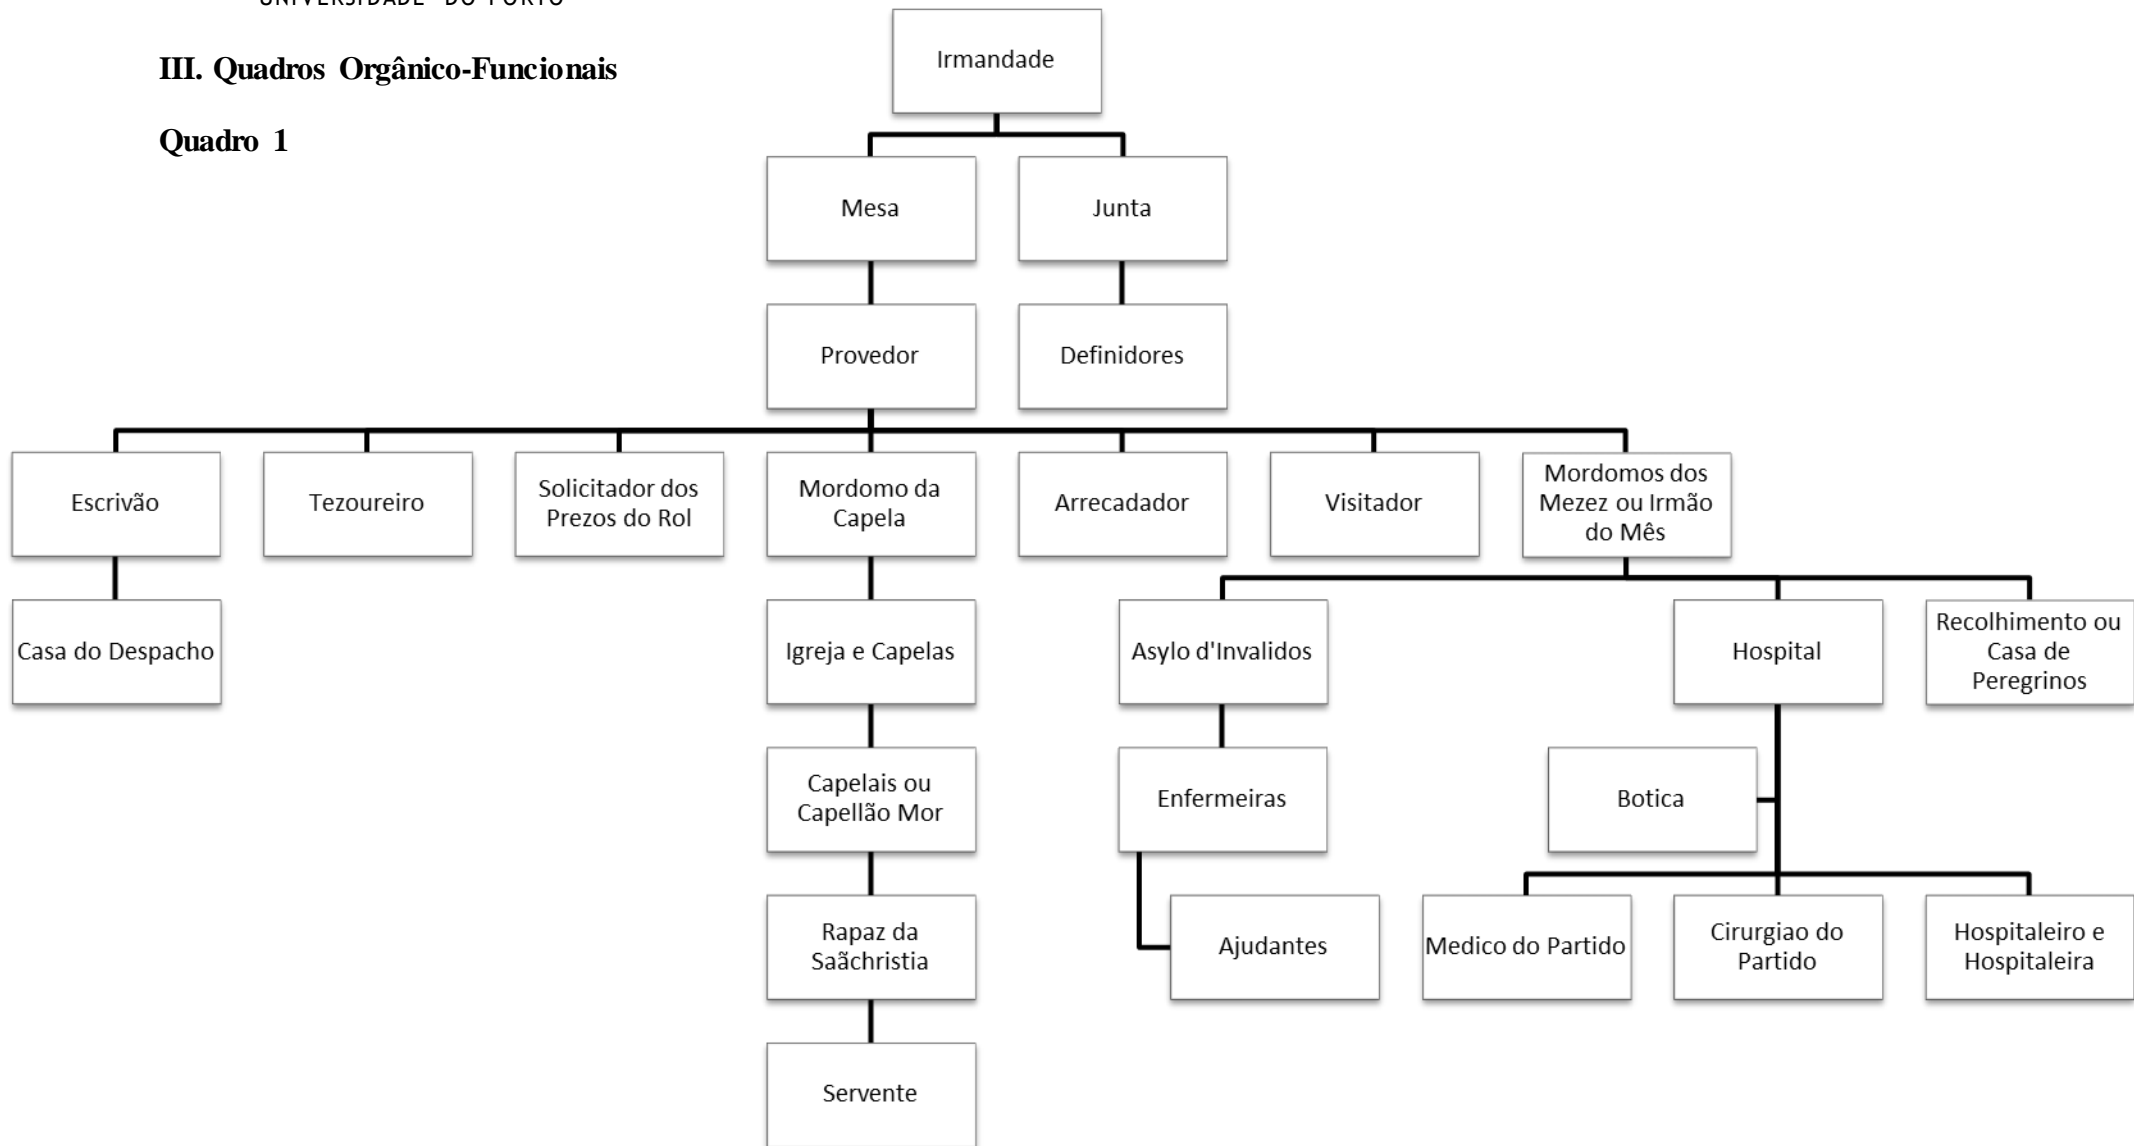 UNIVERSIDADE DO PORTO
III. Quadros Orgânico-Funcionais
Quadro 1
Irmandade
Mesa
Junta
Provedor
Definidores
Escrivão
Tezoureiro
Solicitador dos
Prezos do Rol
Mordomo da
Capela
Arrecadador
Visitador
Mordomos dos
Mezez ou Irmão
do Mês
Casa do Despacho
Igreja e Capelas
Asylo d'Invalidos
Hospital
Recolhimento ou
Casa de
Peregrinos
Capelais ou
Capellão Mor
Enfermeiras
Botica
Rapaz da
Saãchristia
Ajudantes
Medico do Partido
Cirurgiao do
Partido
Hospitaleiro e
Hospitaleira
Servente